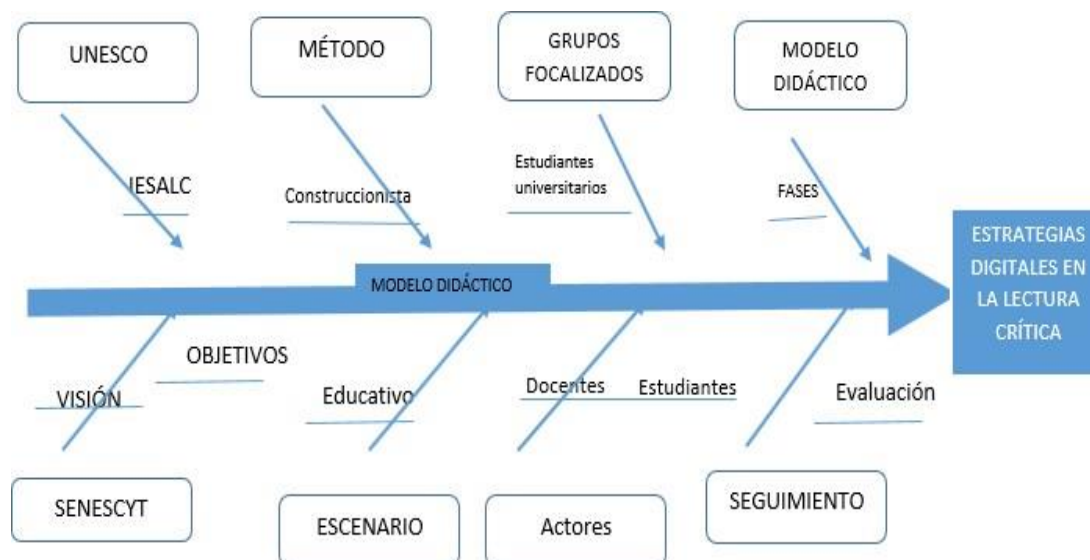 UNESCO
MÉTODO
GRUPOS
FOCALIZADOS
MODELO
DIDÁCTICO
IESALC
Construccionista
Estudiantes
universitarios
FASES
ESTRATEGIAS
DIGITALES EN
LA LECTURA
CRÍTICA
MODELO DIDÁCTICO
OBJETIVOS
VISIÓN
Educativo
Docentes
Estudiantes
Evaluación
SENESCYT
ESCENARIO
Actores
SEGUIMIENTO